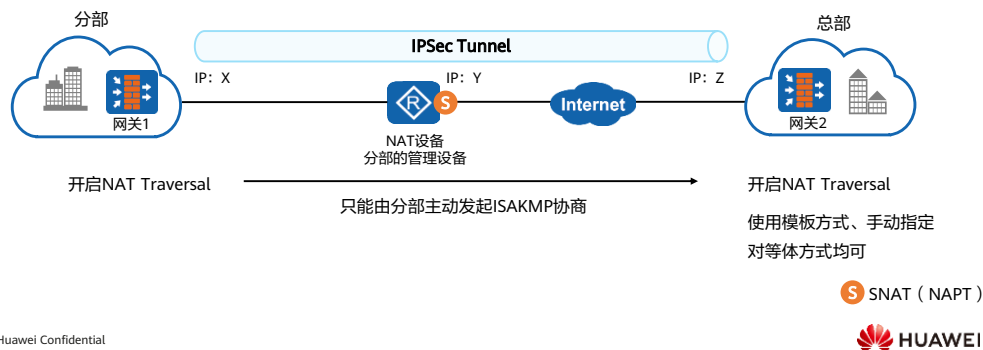 分部
总部
IPSec Tunnel
IP：X
IP：Y
IP：Z
网关1
R
S
Internet
网关2
NAT设备
分部的管理设备
开启NAT Traversal
开启NAT Traversal
只能由分部主动发起ISAKMP协商
使用模板方式、手动指定
对等体方式均可
S SNAT（NAPT）
Huawei Confidential
HUAWEI